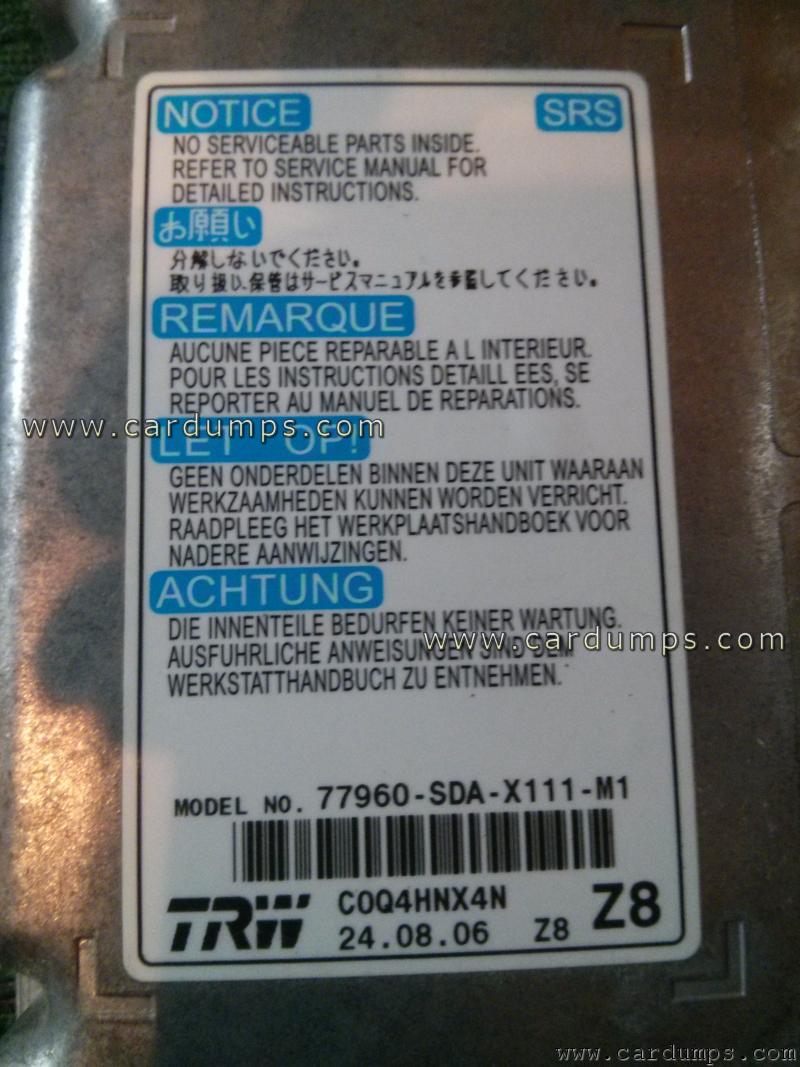 NOTICE SRS
NO SERVICEABLE PARTS INSIDE.
REFER TO SERVICE MANUAL FOR
DETAILED INSTRUCTIONS.
お願い
分解しないでください。
取り扱い、保管はサービスマニュアルを参照してください。
REMARQUE
AUCUNE PIECE REPARABLE A L INTERIEUR.
POUR LES INSTRUCTIONS DETAILL EES, SE
REPORTER AU MANUEL DE REPARATIONS.
www.cardumps.com
LET OP!
GEEN ONDERDELEN BINNEN DEZE UNIT WAARAAN
WERKZAAMHEDEN KUNNEN WORDEN VERRICHT.
RAADPLEEG HET WERKPLAATSHANDBOEK VOOR
NADERE AANWIJZINGEN.
ACHTUNG
DIE INNENTEILE BEDURFEN KEINER WARTUNG.
www.cardumps.com
AUSFUHRLICHE ANWEISUNGEN SIND DEM
WERKSTATTHANDBUCH ZU ENTNEHMEN.
MODEL NO. 77960-SDA-X111-M1
TRW C0Q4HNX4N
24.08.06 Z8 Z8
www.cardumps.com